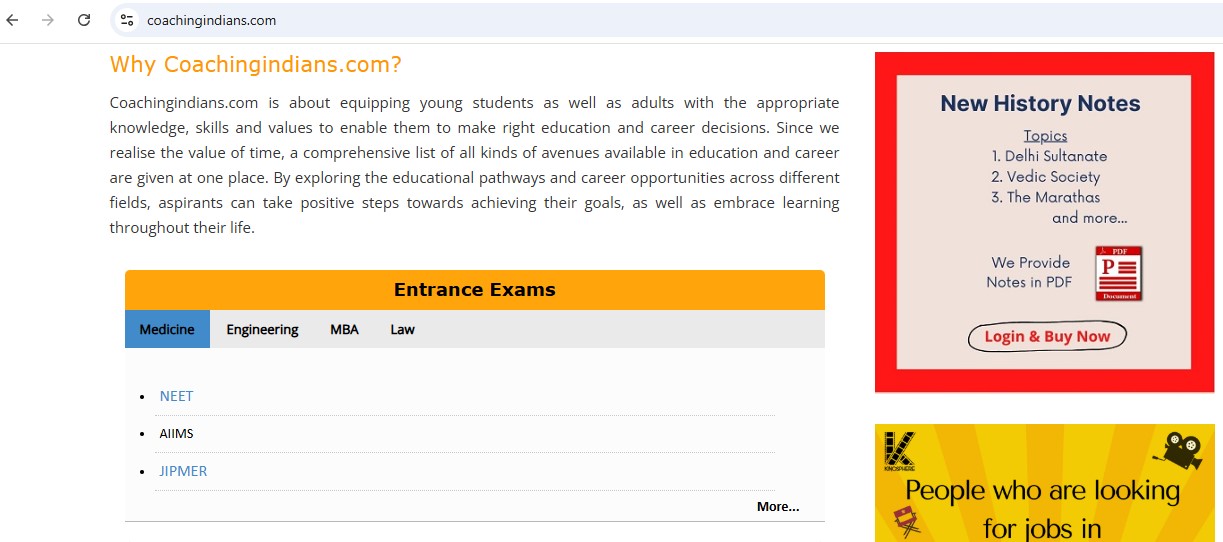 coachingindians.com
Why Coachingindians.com?
Coachingindians.com is about equipping young students as well as adults with the appropriate
knowledge, skills and values to enable them to make right education and career decisions. Since we
realise the value of time, a comprehensive list of all kinds of avenues available in education and career
are given at one place. By exploring the educational pathways and career opportunities across different
fields, aspirants can take positive steps towards achieving their goals, as well as embrace learning
throughout their life.
Entrance Exams
Medicine Engineering MBA Law
NEET
AIIMS
JIPMER
More...
New History Notes
Topics
1. Delhi Sultanate
2. Vedic Society
3. The Marathas
and more...
We Provide
Notes in PDF
PDF
P
Document
Login & Buy Now
K
KINOSPHERE
People who are looking
for jobs in